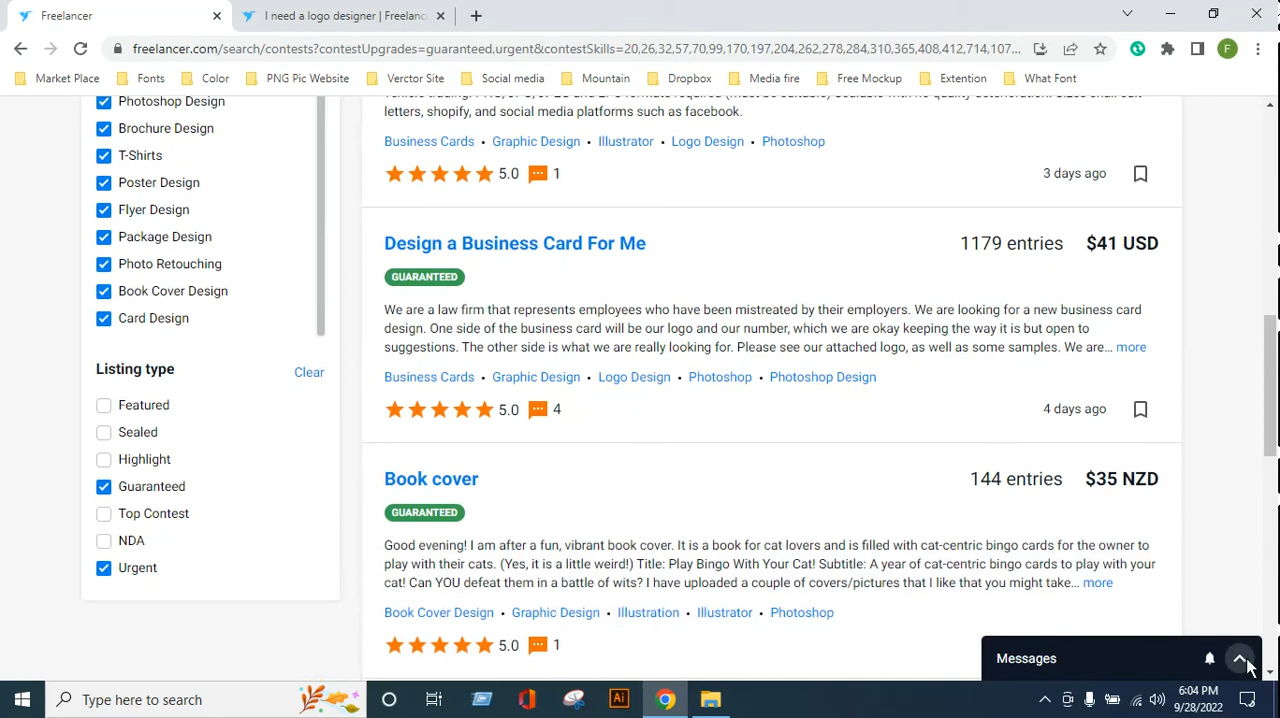 Freelancer
I need a logo designer | Freelanc
freelancer.com/search/contests?contestUpgrades=guaranteed,urgent&contestSkills=20,26,32,57,70,99,170,197,204,262,278,284,310,365,408,412,714,107...
F
Market Place
Fonts
Color
PNG Pic Website
Verctor Site
Social media
Mountain
Dropbox
Media fire
Free Mockup
Extention
What Font
Photoshop Design
Brochure Design
T-Shirts
Poster Design
Flyer Design
Package Design
Photo Retouching
Book Cover Design
Card Design
Listing type Clear
Featured
Sealed
Highlight
Guaranteed
Top Contest
NDA
Urgent
letters, shopify, and social media platforms such as facebook.
Business Cards • Graphic Design • Illustrator • Logo Design • Photoshop
5.0 1 3 days ago
Design a Business Card For Me 1179 entries $41 USD
GUARANTEED
We are a law firm that represents employees who have been mistreated by their employers. We are looking for a new business card
design. One side of the business card will be our logo and our number, which we are okay keeping the way it is but open to
suggestions. The other side is what we are really looking for. Please see our attached logo, as well as some samples. We are... more
Business Cards • Graphic Design • Logo Design • Photoshop • Photoshop Design
5.0 4 4 days ago
Book cover 144 entries $35 NZD
GUARANTEED
Good evening! I am after a fun, vibrant book cover. It is a book for cat lovers and is filled with cat-centric bingo cards for the owner to
play with their cats. (Yes, it is a little weird!) Title: Play Bingo With Your Cat! Subtitle: A year of cat-centric bingo cards to play with your
cat! Can YOU defeat them in a battle of wits? I have uploaded a couple of covers/pictures that I like that you might take... more
Book Cover Design • Graphic Design • Illustration • Illustrator • Photoshop
5.0 1
Messages
Type here to search
Ai
6:04 PM
9/28/2022